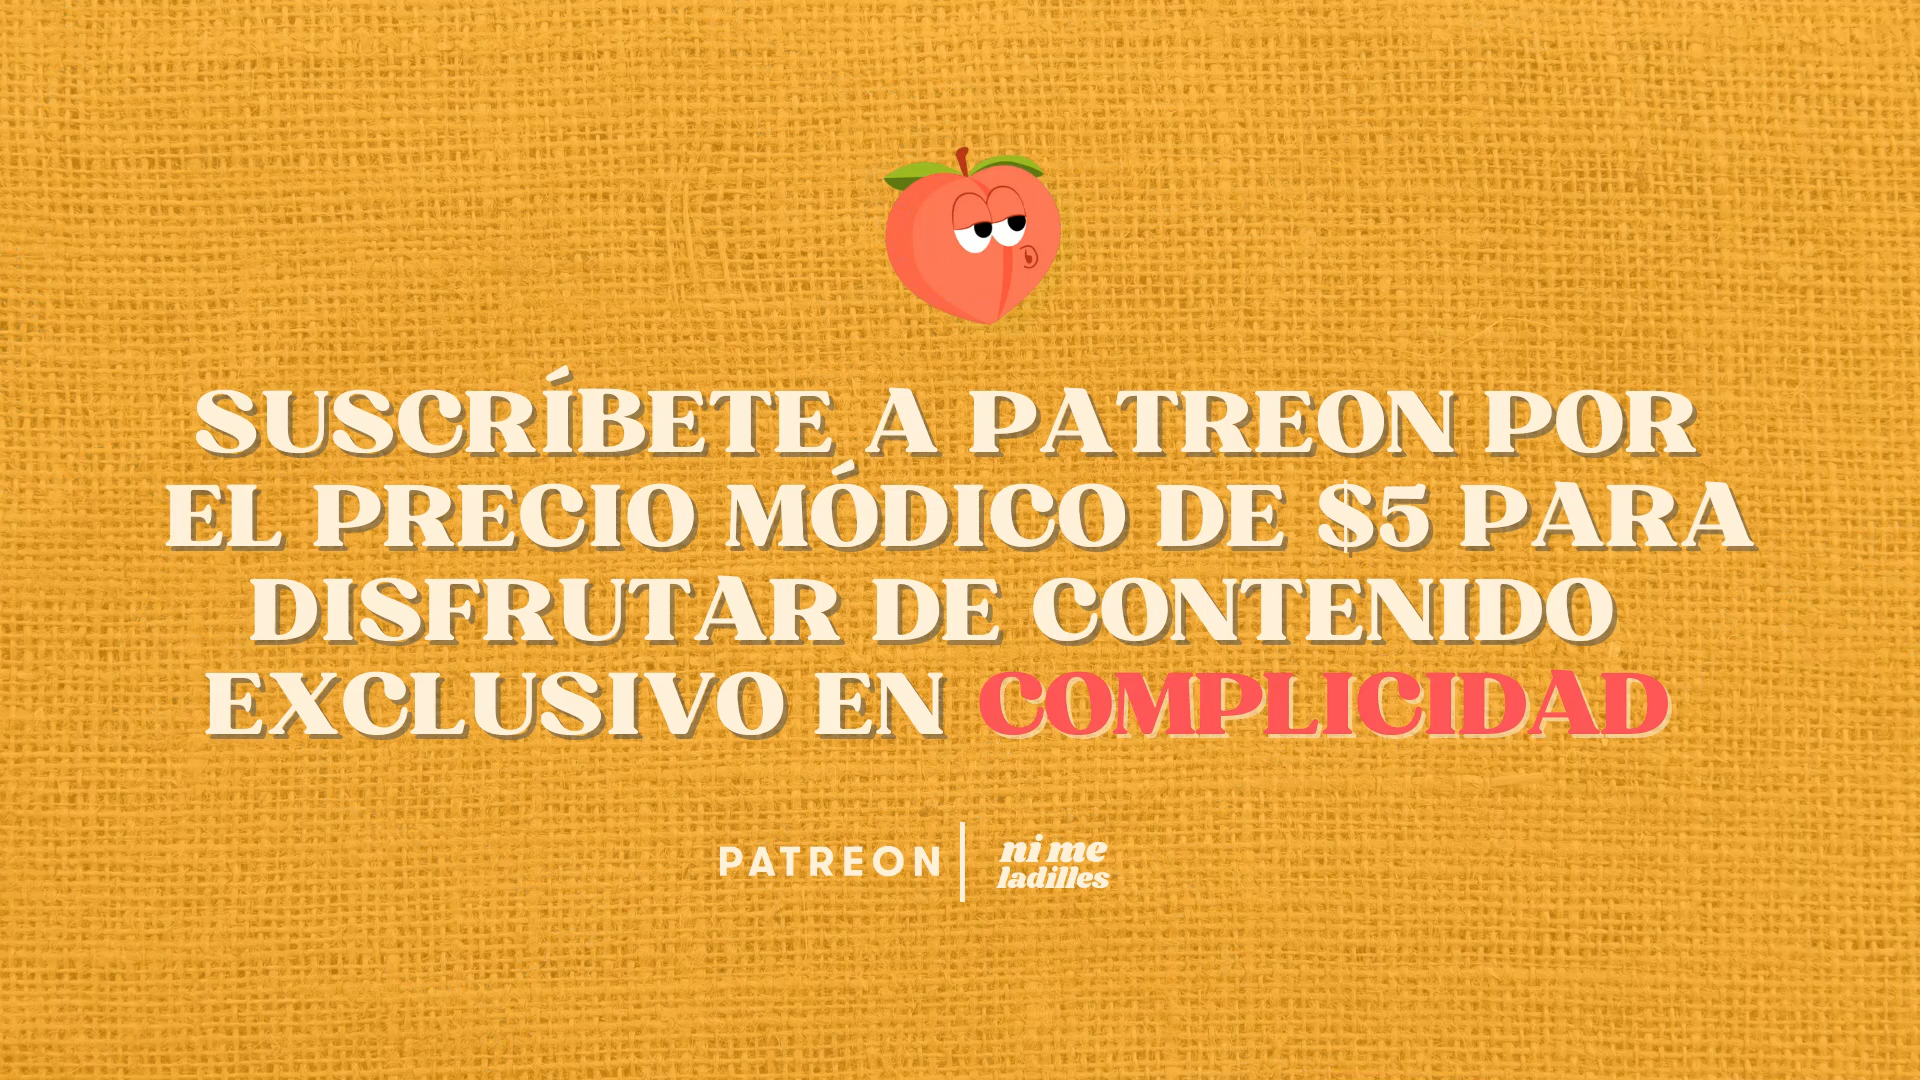 SUSCRÍBETE A PATREON POR
EL PRECIO MÓDICO DE $5 PARA
DISFRUTAR DE CONTENIDO
EXCLUSIVO EN COMPLICIDAD
PATREON
ni me
ladilles